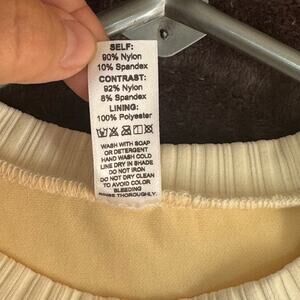 SELF:
90% Nylon
10% Spandex
CONTRAST:
92% Nylon
8% Spandex
LINING:
100% Polyester
WASH WITH SOAP
OR DETERGENT
HAND WASH COLD
LINE DRY IN SHADE
DO NOT IRON
DO NOT DRY CLEAN
TO AVOID COLOR
BLEEDING
RINSE THOROUGHLY